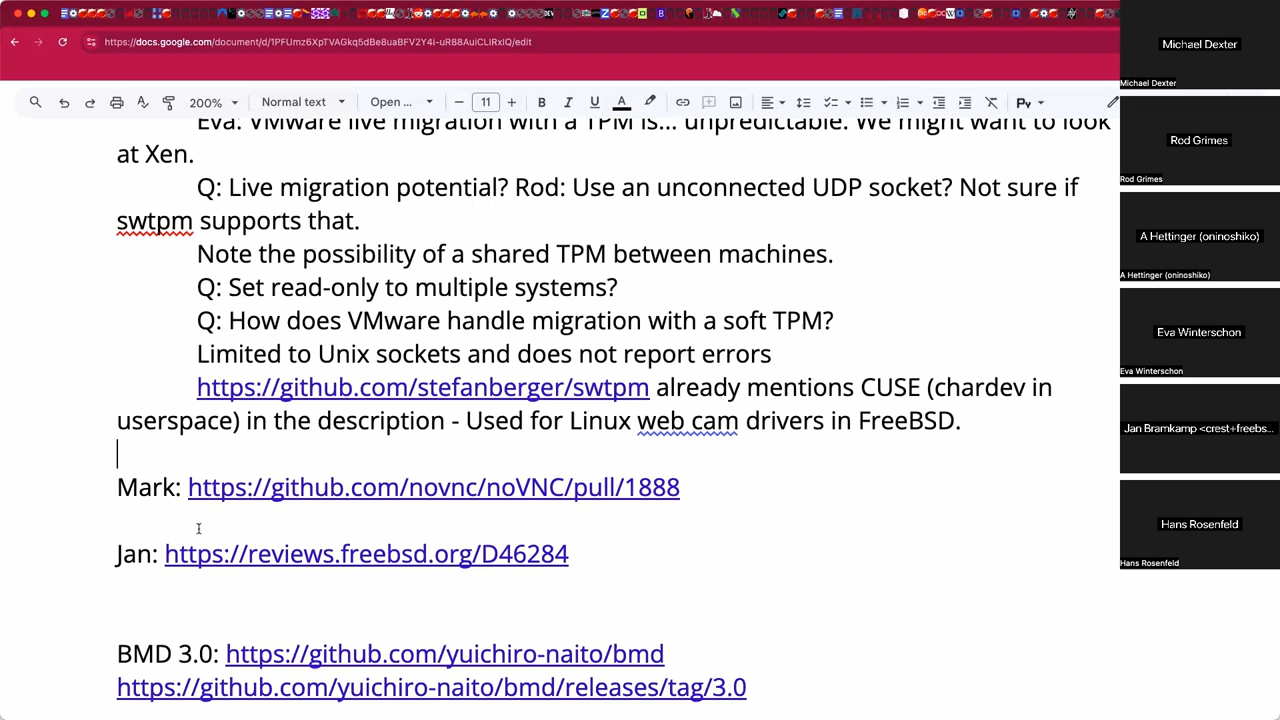 https://docs.google.com/document/d/1PFUmz6XpTVAGkq5dBe8uaBFV2Y4i-uR88AuiCLIRxIQ/edit
200%
Normal text
Open ...
11
Eva: VMware live migration with a TPM is... unpredictable. We might want to look
at Xen.
Q: Live migration potential? Rod: Use an unconnected UDP socket? Not sure if
swtpm supports that.
Note the possibility of a shared TPM between machines.
Q: Set read-only to multiple systems?
Q: How does VMware handle migration with a soft TPM?
Limited to Unix sockets and does not report errors
https://github.com/stefanberger/swtpm already mentions CUSE (chardev in
userspace) in the description - Used for Linux web cam drivers in FreeBSD.
Mark: https://github.com/novnc/noVNC/pull/1888
Jan: https://reviews.freebsd.org/D46284
BMD 3.0: https://github.com/yuichiro-naito/bmd
https://github.com/yuichiro-naito/bmd/releases/tag/3.0
Michael Dexter
Michael Dexter
Rod Grimes
Rod Grimes
A Hettinger (oninoshiko)
A Hettinger (oninoshiko)
Eva Winterschon
Eva Winterschon
Jan Bramkamp <crest+freebs...
Hans Rosenfeld
Hans Rosenfeld